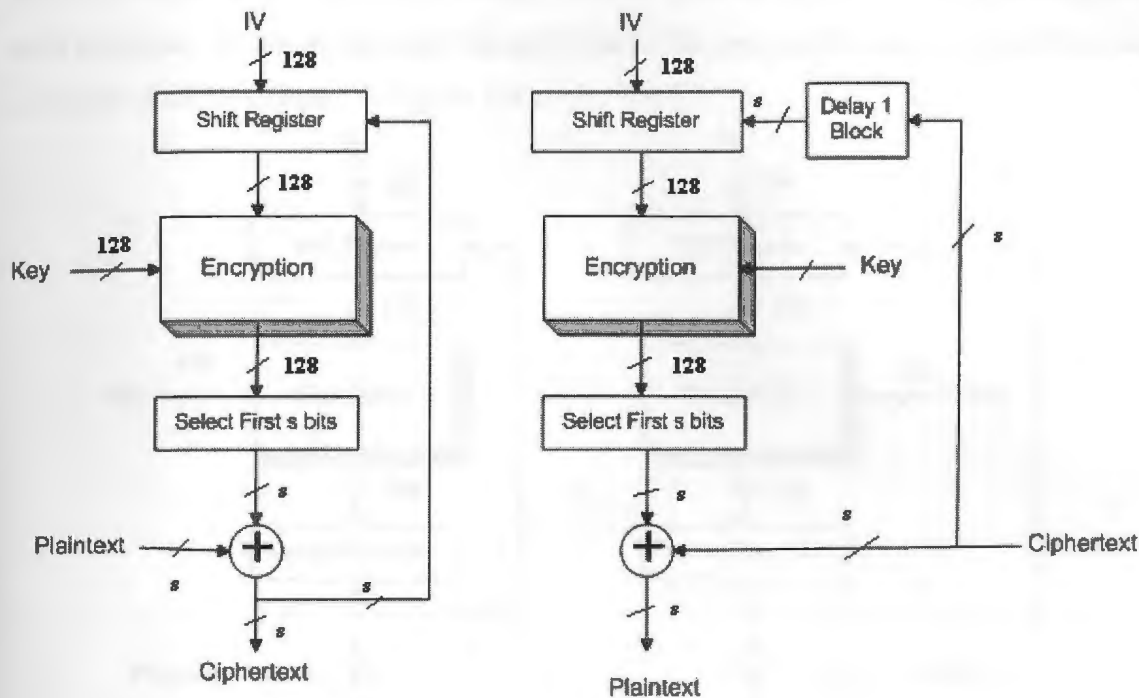 IV
128
Shift Register
128
Key
128
Encryption
128
Select First s bits
s
Plaintext
s
s
s
Ciphertext
IV
128
Shift Register
s
Delay 1
Block
128
s
Encryption
Key
128
Select First s bits
s
s
Ciphertext
s
Plaintext